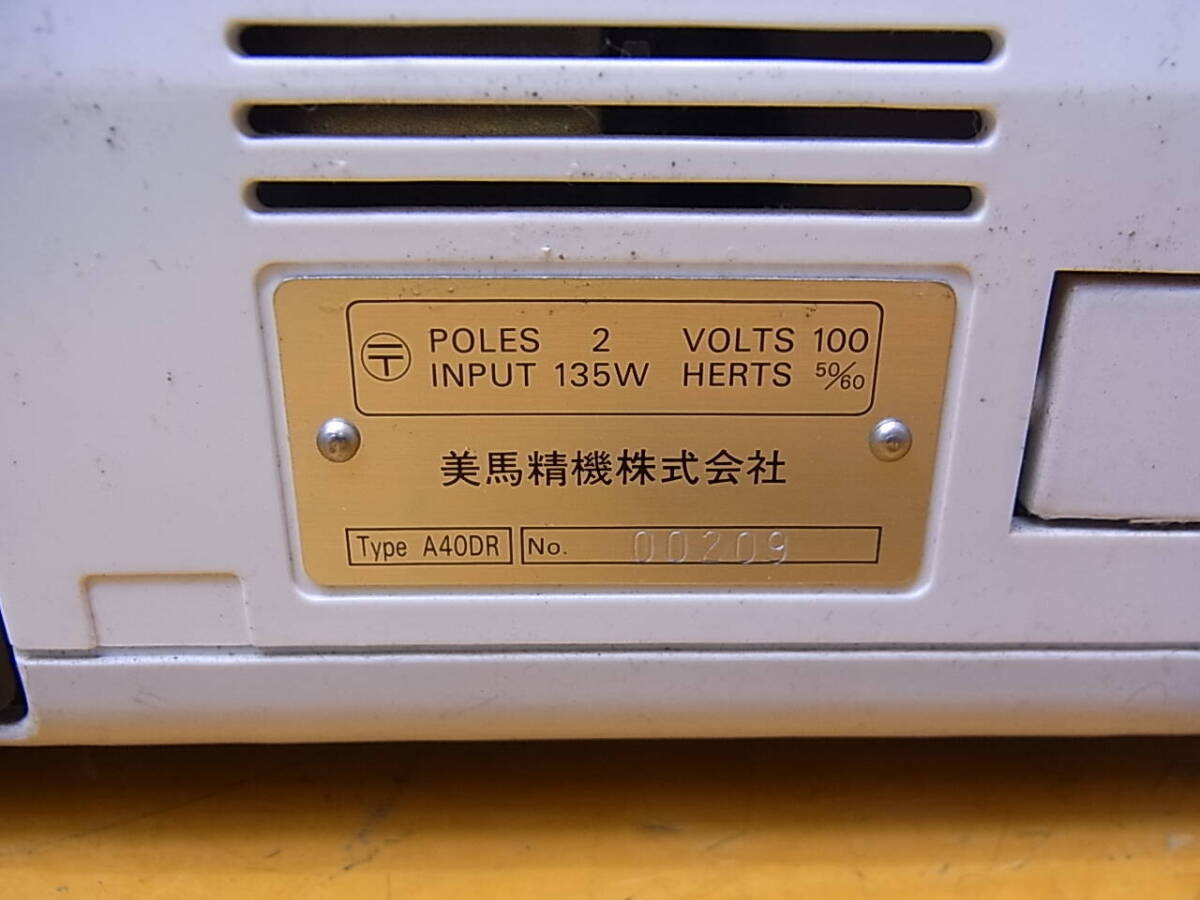 〶 POLES 2 VOLTS 100
INPUT 135W HERTS 50/60
美馬精機株式会社
Type A40DR No. 00209